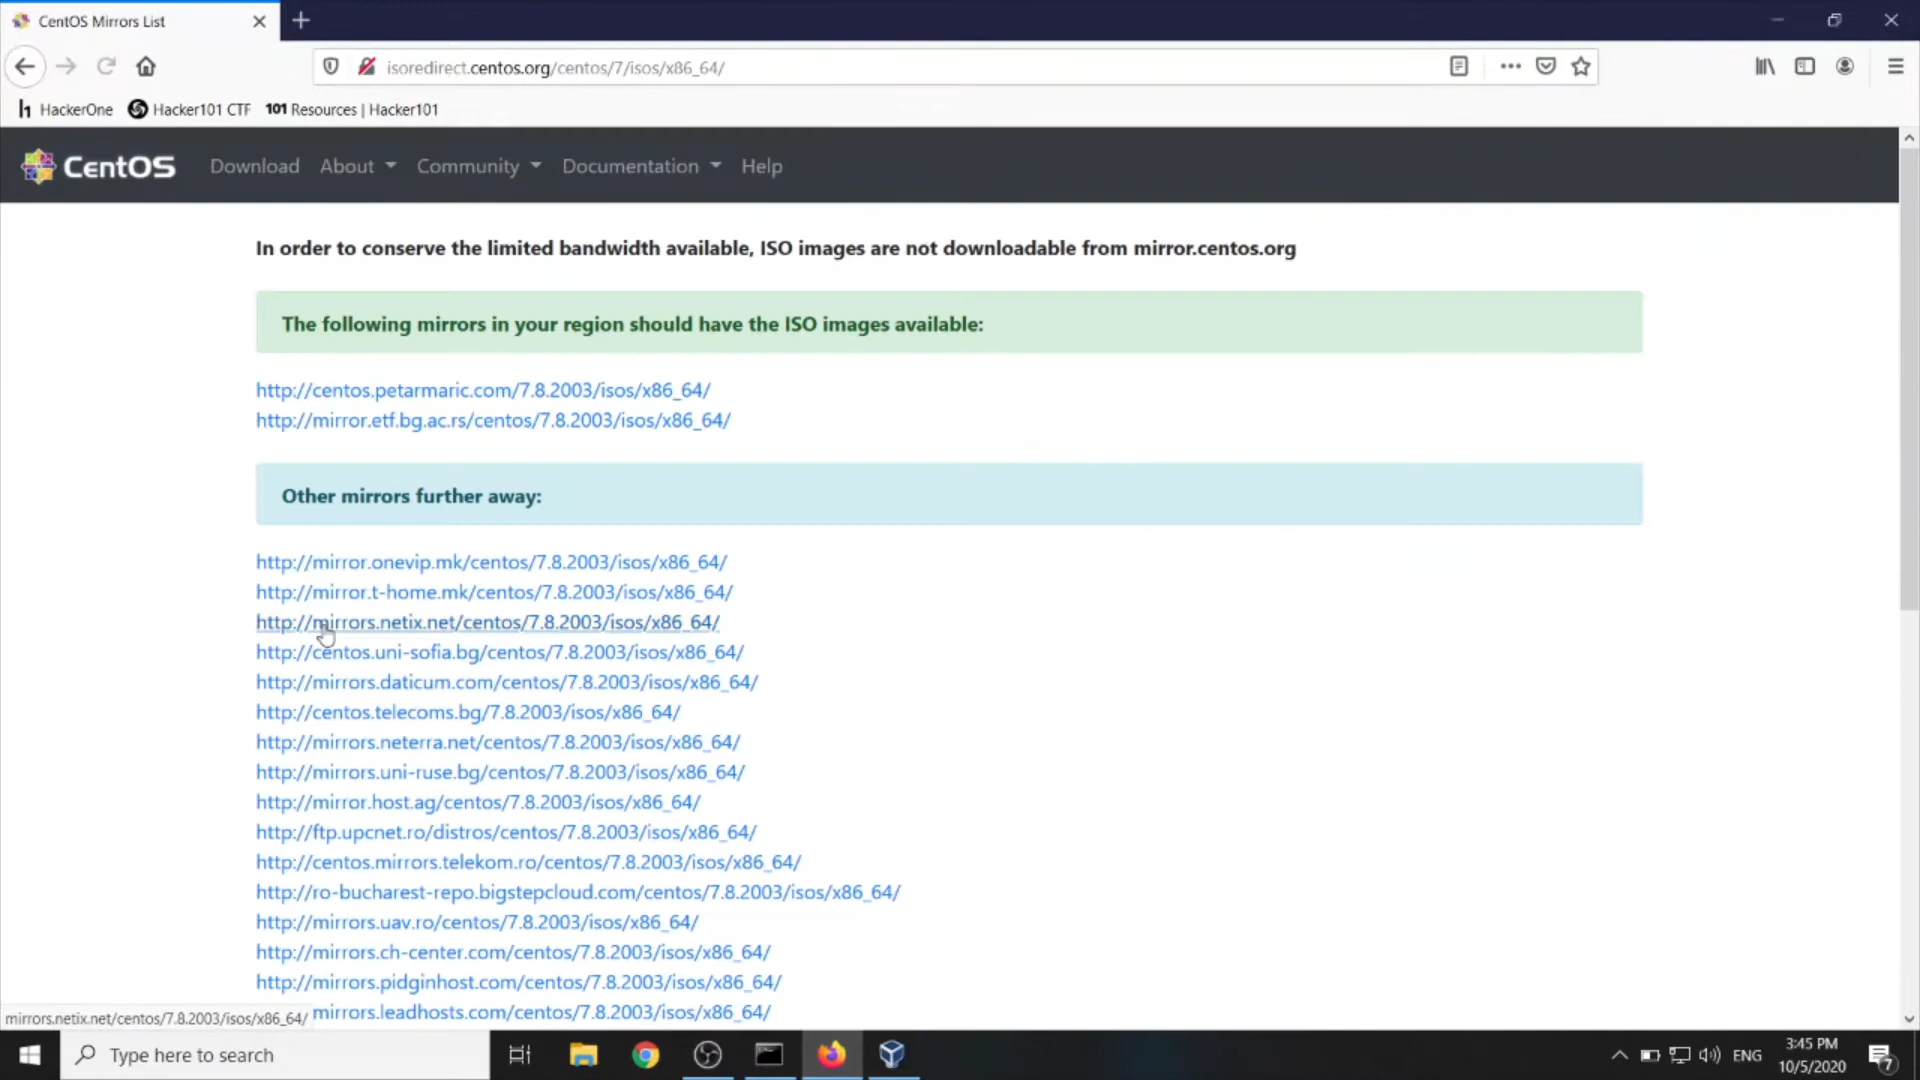 CentOS Mirrors List
isoredirect.centos.org/centos/7/isos/x86_64/
HackerOne
Hacker101 CTF
101 Resources | Hacker101
CentOS
Download
About
Community
Documentation
Help
In order to conserve the limited bandwidth available, ISO images are not downloadable from mirror.centos.org
The following mirrors in your region should have the ISO images available:
http://centos.petarmaric.com/7.8.2003/isos/x86_64/
http://mirror.etf.bg.ac.rs/centos/7.8.2003/isos/x86_64/
Other mirrors further away:
http://mirror.onevip.mk/centos/7.8.2003/isos/x86_64/
http://mirror.t-home.mk/centos/7.8.2003/isos/x86_64/
http://mirrors.netix.net/centos/7.8.2003/isos/x86_64/
http://centos.uni-sofia.bg/centos/7.8.2003/isos/x86_64/
http://mirrors.daticum.com/centos/7.8.2003/isos/x86_64/
http://centos.telecoms.bg/7.8.2003/isos/x86_64/
http://mirrors.neterra.net/centos/7.8.2003/isos/x86_64/
http://mirrors.uni-ruse.bg/centos/7.8.2003/isos/x86_64/
http://mirror.host.ag/centos/7.8.2003/isos/x86_64/
http://ftp.upcnet.ro/distros/centos/7.8.2003/isos/x86_64/
http://centos.mirrors.telekom.ro/centos/7.8.2003/isos/x86_64/
http://ro-bucharest-repo.bigstepcloud.com/centos/7.8.2003/isos/x86_64/
http://mirrors.uav.ro/centos/7.8.2003/isos/x86_64/
http://mirrors.ch-center.com/centos/7.8.2003/isos/x86_64/
http://mirrors.pidginhost.com/centos/7.8.2003/isos/x86_64/
mirrors.leadhosts.com/centos/7.8.2003/isos/x86_64/
mirrors.netix.net/centos/7.8.2003/isos/x86_64/
Type here to search
ENG
3:45 PM
10/5/2020
7